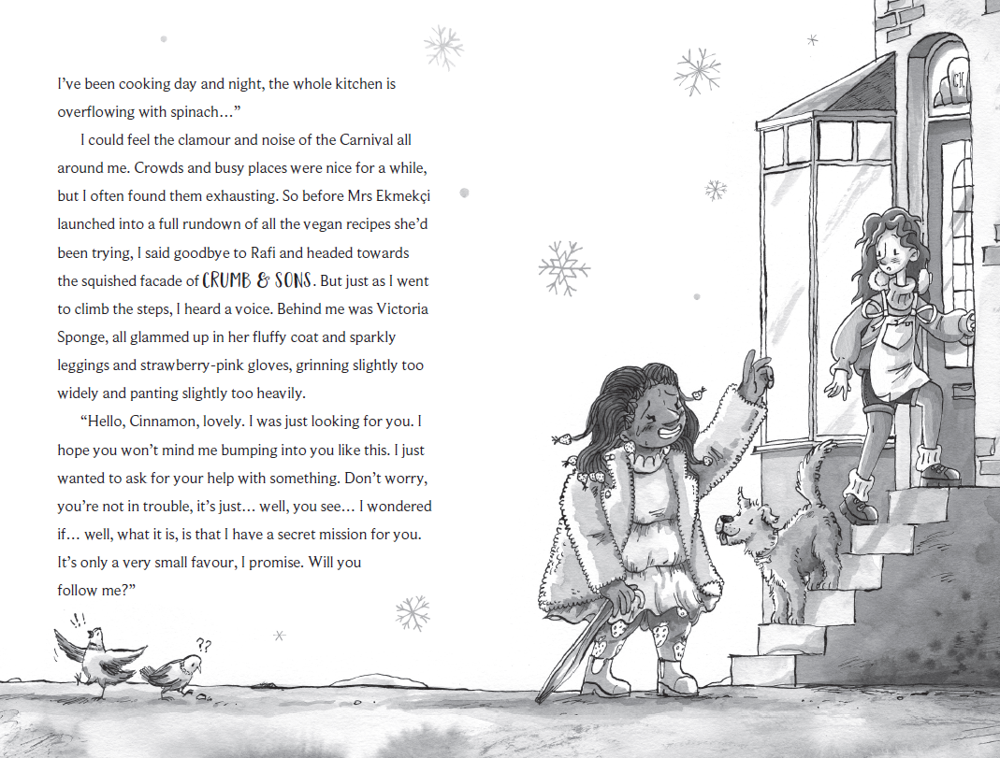 I’ve been cooking day and night, the whole kitchen is
overflowing with spinach…”
I could feel the clamour and noise of the Carnival all
around me. Crowds and busy places were nice for a while,
but I often found them exhausting. So before Mrs Ekmekçi
launched into a full rundown of all the vegan recipes she’d
been trying, I said goodbye to Rafi and headed towards
the squished facade of CRUMB & SONS. But just as I went
to climb the steps, I heard a voice. Behind me was Victoria
Sponge, all glammed up in her fluffy coat and sparkly
leggings and strawberry-pink gloves, grinning slightly too
widely and panting slightly too heavily.
“Hello, Cinnamon, lovely. I was just looking for you. I
hope you won’t mind me bumping into you like this. I just
wanted to ask for your help with something. Don’t worry,
you’re not in trouble, it’s just… well, you see… I wondered
if… well, what it is, is that I have a secret mission for you.
It’s only a very small favour, I promise. Will you
follow me?”
!!!
??